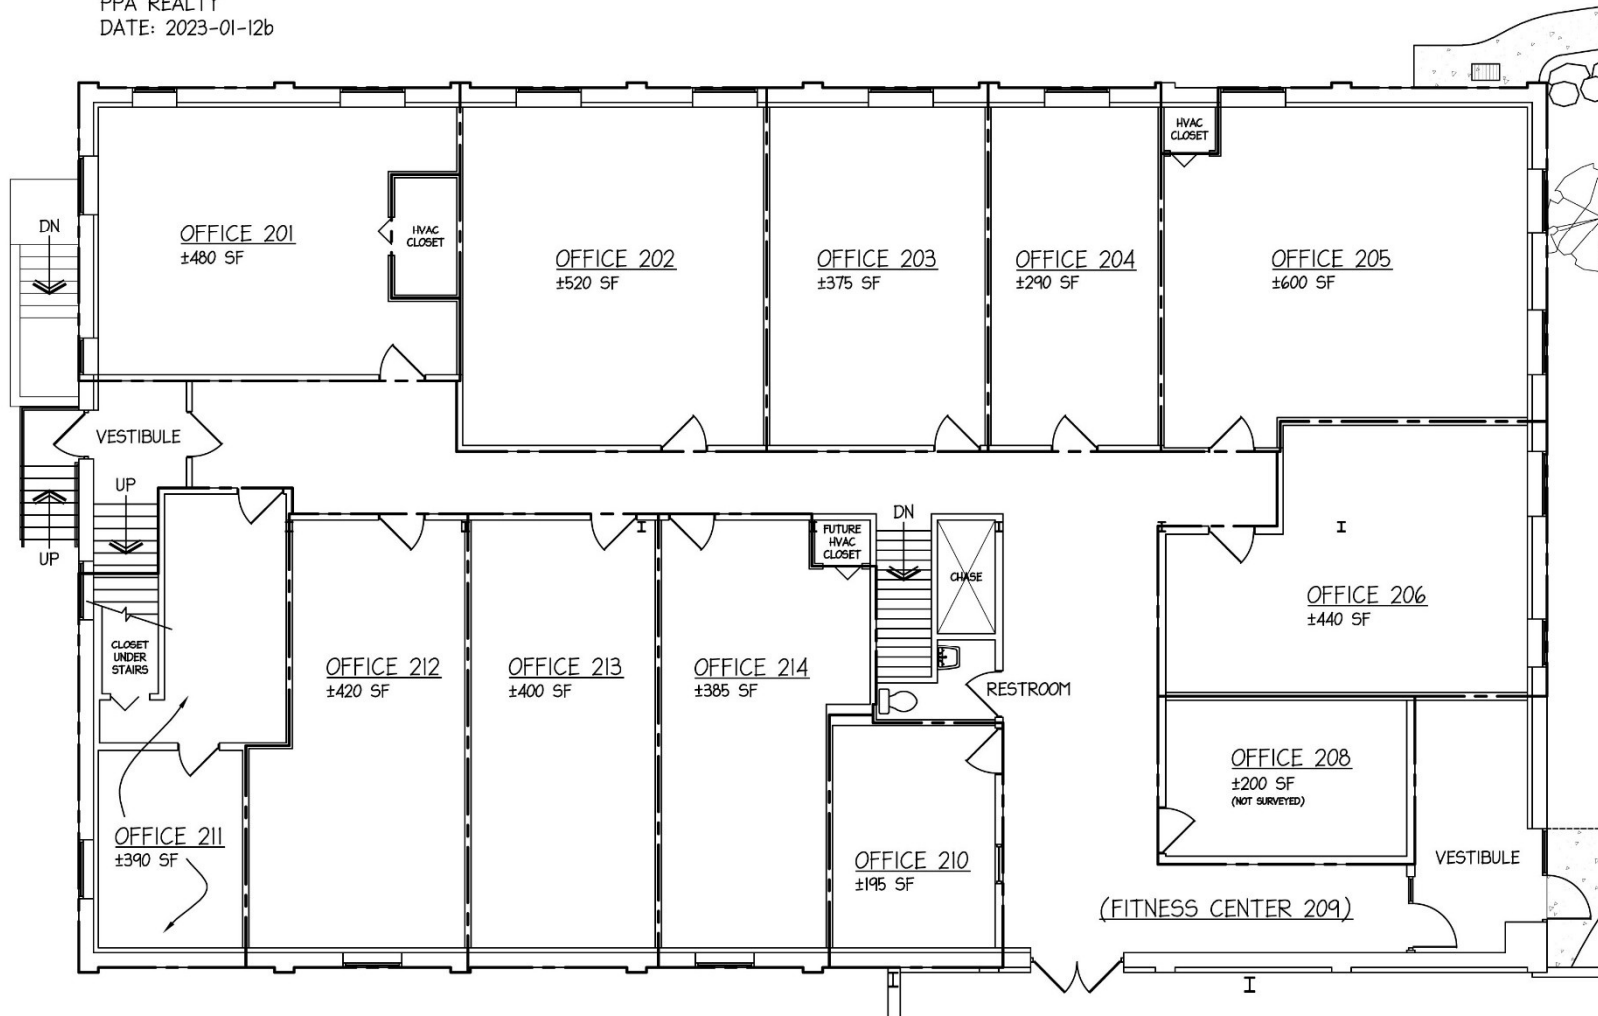 PPA REALTY
DATE: 2023-01-12b
HVAC
CLOSET
DN
OFFICE 201
±480 SF
HVAC
CLOSET
OFFICE 202
±520 SF
OFFICE 203
±375 SF
OFFICE 204
±290 SF
OFFICE 205
±600 SF
VESTIBULE
UP
UP
DN
FUTURE
HVAC
CLOSET
CHASE
OFFICE 206
±440 SF
CLOSET
UNDER
STAIRS
OFFICE 212
±420 SF
OFFICE 213
±400 SF
OFFICE 214
±385 SF
RESTROOM
OFFICE 208
±200 SF
(NOT SURVEYED)
OFFICE 211
±390 SF
OFFICE 210
±195 SF
VESTIBULE
(FITNESS CENTER 209)